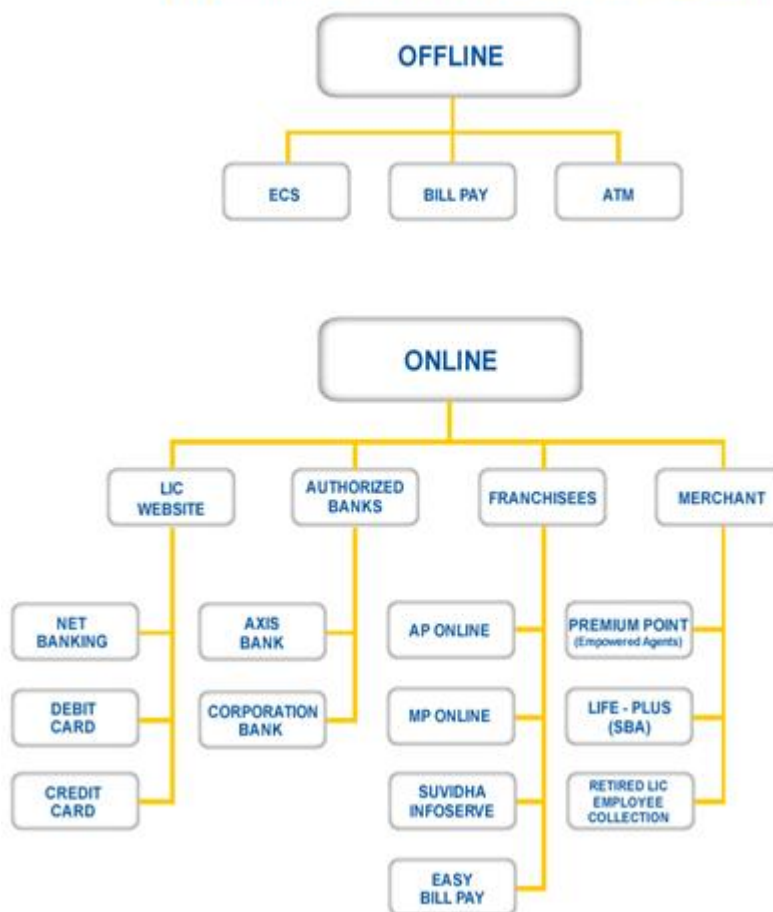 OFFLINE
ECS
BILL PAY
ATM
ONLINE
LIC
WEBSITE
AUTHORIZED
BANKS
FRANCHISEES
MERCHANT
NET
BANKING
DEBIT
CARD
CREDIT
CARD
AXIS
BANK
CORPORATION
BANK
AP ONLINE
MP ONLINE
SUVIDHA
INFOSERVE
EASY
BILL PAY
PREMIUM POINT
(Empowered Agents)
LIFE - PLUS
(SBA)
RETIRED LIC
EMPLOYEE
COLLECTION